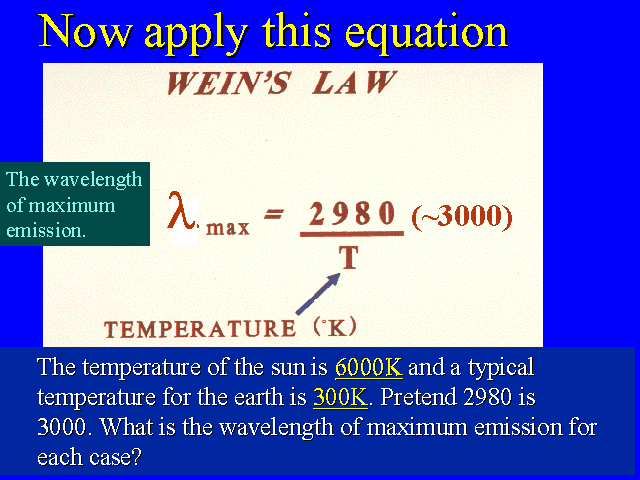 Now apply this equation
WEIN'S LAW
The wavelength
of maximum
emission.
λ max = 2980 (~3000)
T
TEMPERATURE (°K)
The temperature of the sun is 6000K and a typical
temperature for the earth is 300K. Pretend 2980 is
3000. What is the wavelength of maximum emission for
each case?